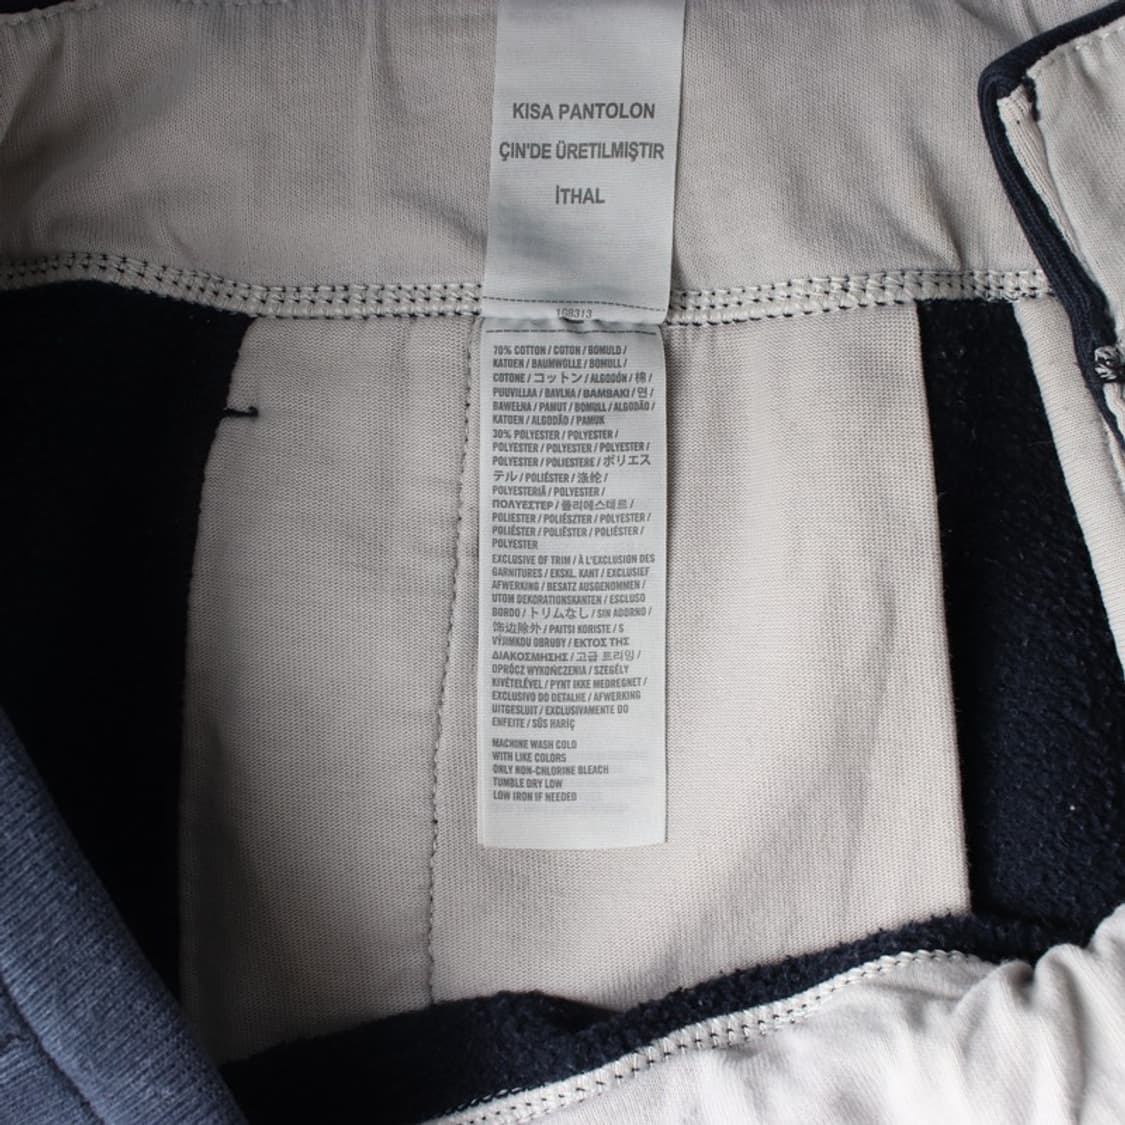 KISA PANTOLON
ÇIN'DE ÜRETILMIŞTIR
İTHAL
108313
70% COTTON / COTON / BOMULD /
KATOEN / BAUMWOLLE / BOMULL /
COTONE / コットン / ALGODÓN / 棉 /
PUUVILLAA / BAVLNA / ΒΑΜΒΑΚΙ / 면 /
BAWEŁNA / PAMUT / BOMULL / ALGODÃO /
KATOEN / ALGODÃO / PAMUK
30% POLYESTER / POLYESTER /
POLYESTER / POLYESTER / POLYESTER /
POLYESTER / POLIESTERE / ポリエス
テル / POLIÉSTER / 涤纶 /
POLYESTERIÄ / POLYESTER /
ΠΟΛΥΕΣΤΕΡ / 폴리에스테르 /
POLIESTER / POLIÉSZTER / POLYESTER /
POLIÉSTER / POLIËSTER / POLIÉSTER /
POLYESTER
EXCLUSIVE OF TRIM / À L'EXCLUSION DES
GARNITURES / EKSKL. KANT / EXCLUSIEF
AFWERKING / BESATZ AUSGENOMMEN /
UTOM DEKORATIONSKANTEN / ESCLUSO
BORDO / トリムなし / SIN ADORNO /
饰边除外 / PAITSI KORISTE / S
VÝJIMKOU OBRUBY / ΕΚΤΟΣ ΤΗΣ
ΔΙΑΚΟΣΜΗΣΗΣ / 고급 트리밍 /
OPRÓCZ WYKOŃCZENIA / SZEGÉLY
KIVÉTELÉVEL / PYNT IKKE MEDREGNET /
EXCLUSIVO DO DETALHE / AFWERKING
UITGESLUIT / EXCLUSIVAMENTE DO
ENFEITE / SÜS HARİÇ
MACHINE WASH COLD
WITH LIKE COLORS
ONLY NON-CHLORINE BLEACH
TUMBLE DRY LOW
LOW IRON IF NEEDED